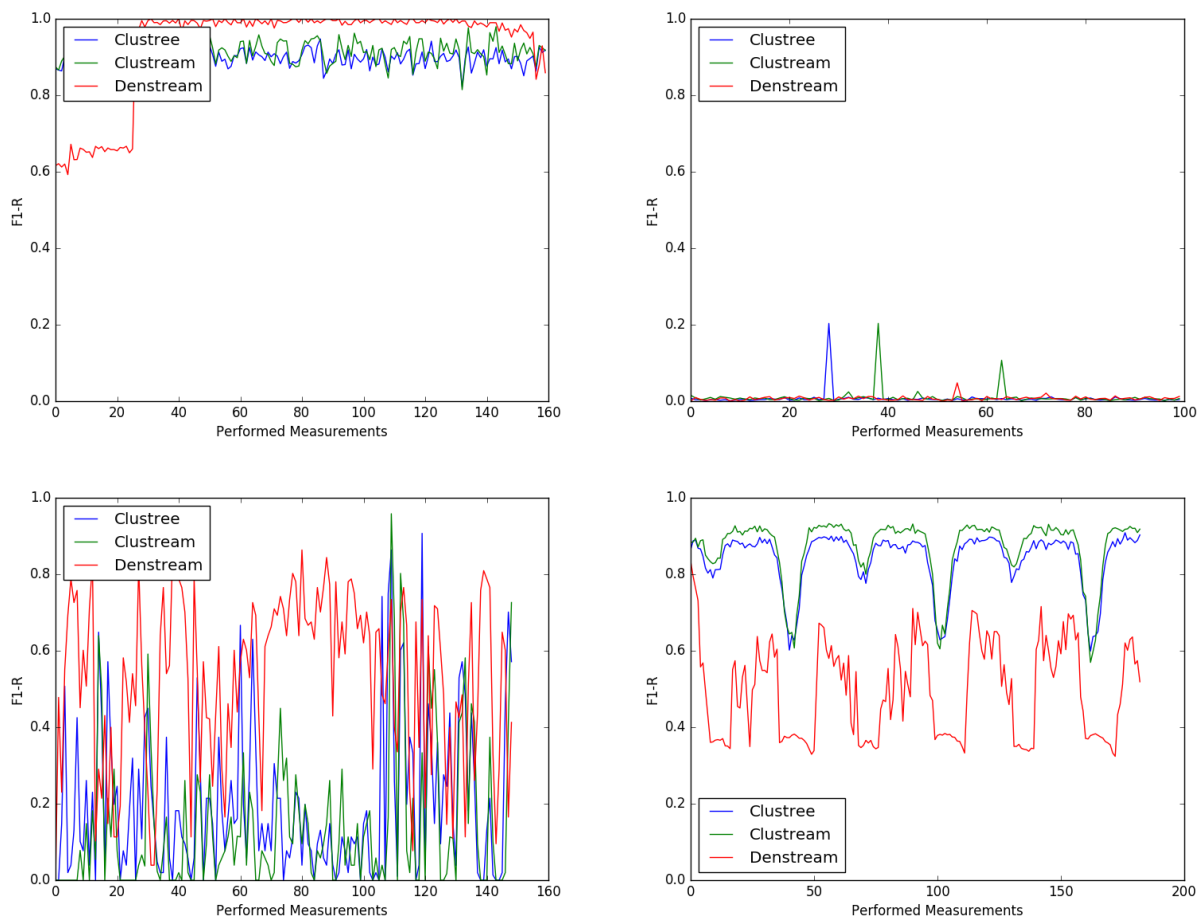 1.0
0.8
0.6
0.4
0.2
0.0
F1-R
Clustree
Clustream
Denstream
0 20 40 60 80 100 120 140 160
Performed Measurements
1.0
0.8
0.6
0.4
0.2
0.0
F1-R
Clustree
Clustream
Denstream
0 20 40 60 80 100
Performed Measurements
1.0
0.8
0.6
0.4
0.2
0.0
F1-R
Clustree
Clustream
Denstream
0 20 40 60 80 100 120 140 160
Performed Measurements
1.0
0.8
0.6
0.4
0.2
0.0
F1-R
Clustree
Clustream
Denstream
0 50 100 150 200
Performed Measurements